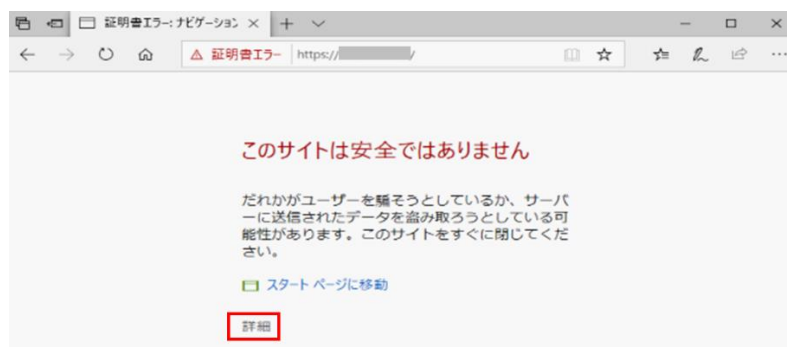 証明書エラー: ナビゲーション
証明書エラー https:// /
このサイトは安全ではありません
だれかがユーザーを騙そうとしているか、サーバ
ーに送信されたデータを盗み取ろうとしている可
能性があります。このサイトをすぐに閉じてくだ
さい。
スタート ページに移動
詳細